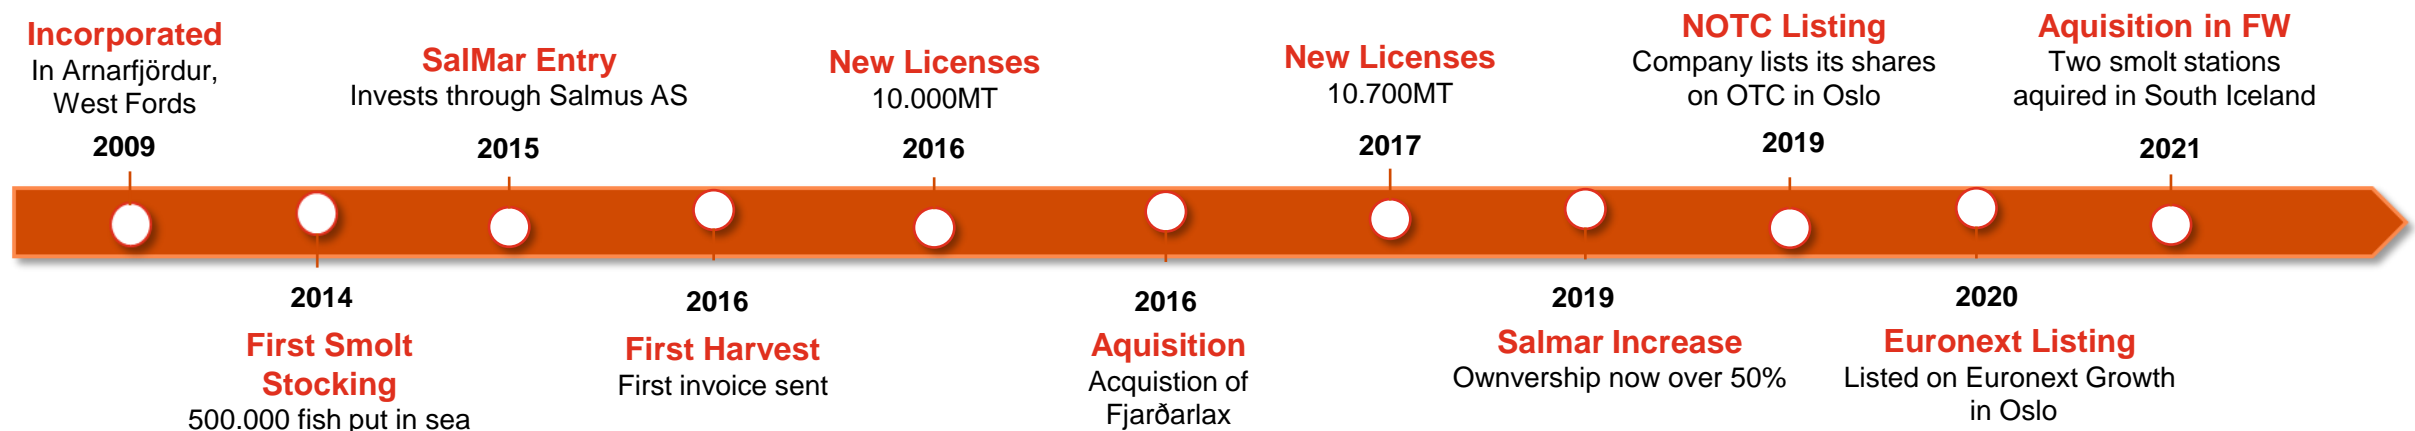 Incorporated
In Arnarfjördur,
West Fords
2009
2014
First Smolt
Stocking
500.000 fish put in sea
SalMar Entry
Invests through Salmus AS
2015
2016
First Harvest
First invoice sent
New Licenses
10.000MT
2016
2016
Aquisition
Acquistion of
Fjarðarlax
New Licenses
10.700MT
2017
2019
Salmar Increase
Ownvership now over 50%
NOTC Listing
Company lists its shares
on OTC in Oslo
2019
2020
Euronext Listing
Listed on Euronext Growth
in Oslo
Aquisition in FW
Two smolt stations
aquired in South Iceland
2021